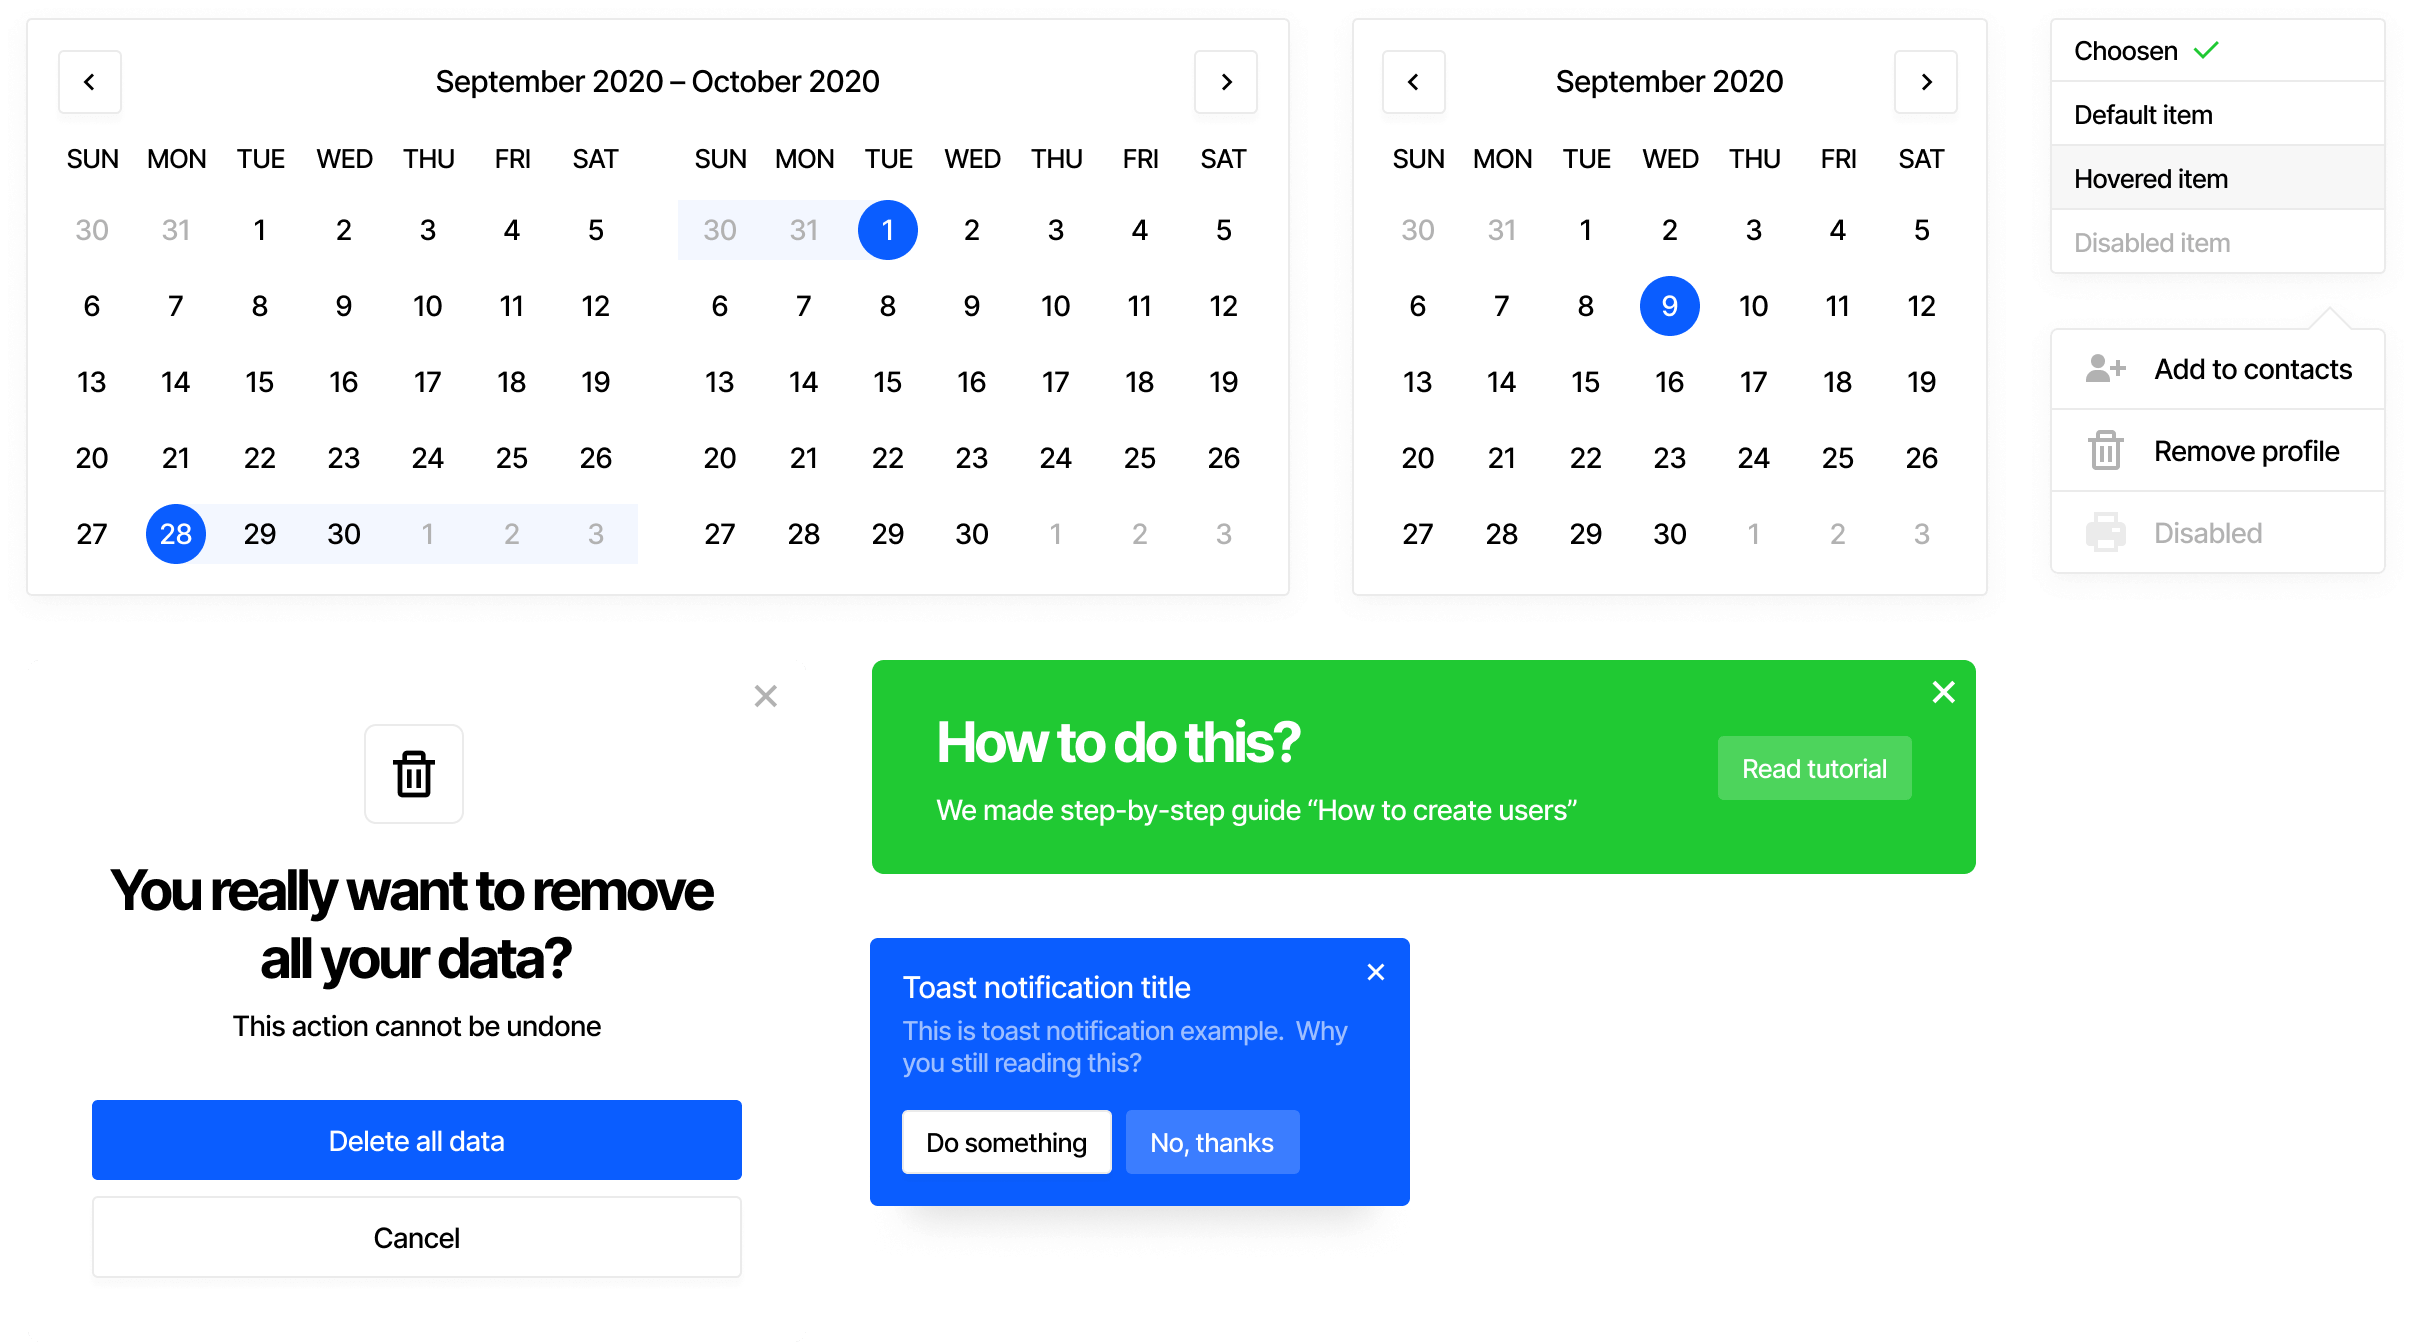 September 2020 – October 2020
SUN MON TUE WED THU FRI SAT
30 31 1 2 3 4 5
6 7 8 9 10 11 12
13 14 15 16 17 18 19
20 21 22 23 24 25 26
27 28 29 30 1 2 3
SUN MON TUE WED THU FRI SAT
30 31 1 2 3 4 5
6 7 8 9 10 11 12
13 14 15 16 17 18 19
20 21 22 23 24 25 26
27 28 29 30 1 2 3
September 2020
SUN MON TUE WED THU FRI SAT
30 31 1 2 3 4 5
6 7 8 9 10 11 12
13 14 15 16 17 18 19
20 21 22 23 24 25 26
27 28 29 30 1 2 3
Choosen
Default item
Hovered item
Disabled item
Add to contacts
Remove profile
Disabled
You really want to remove
all your data?
This action cannot be undone
Delete all data
Cancel
How to do this?
We made step-by-step guide “How to create users”
Read tutorial
Toast notification title
This is toast notification example.  Why
you still reading this?
Do something
No, thanks